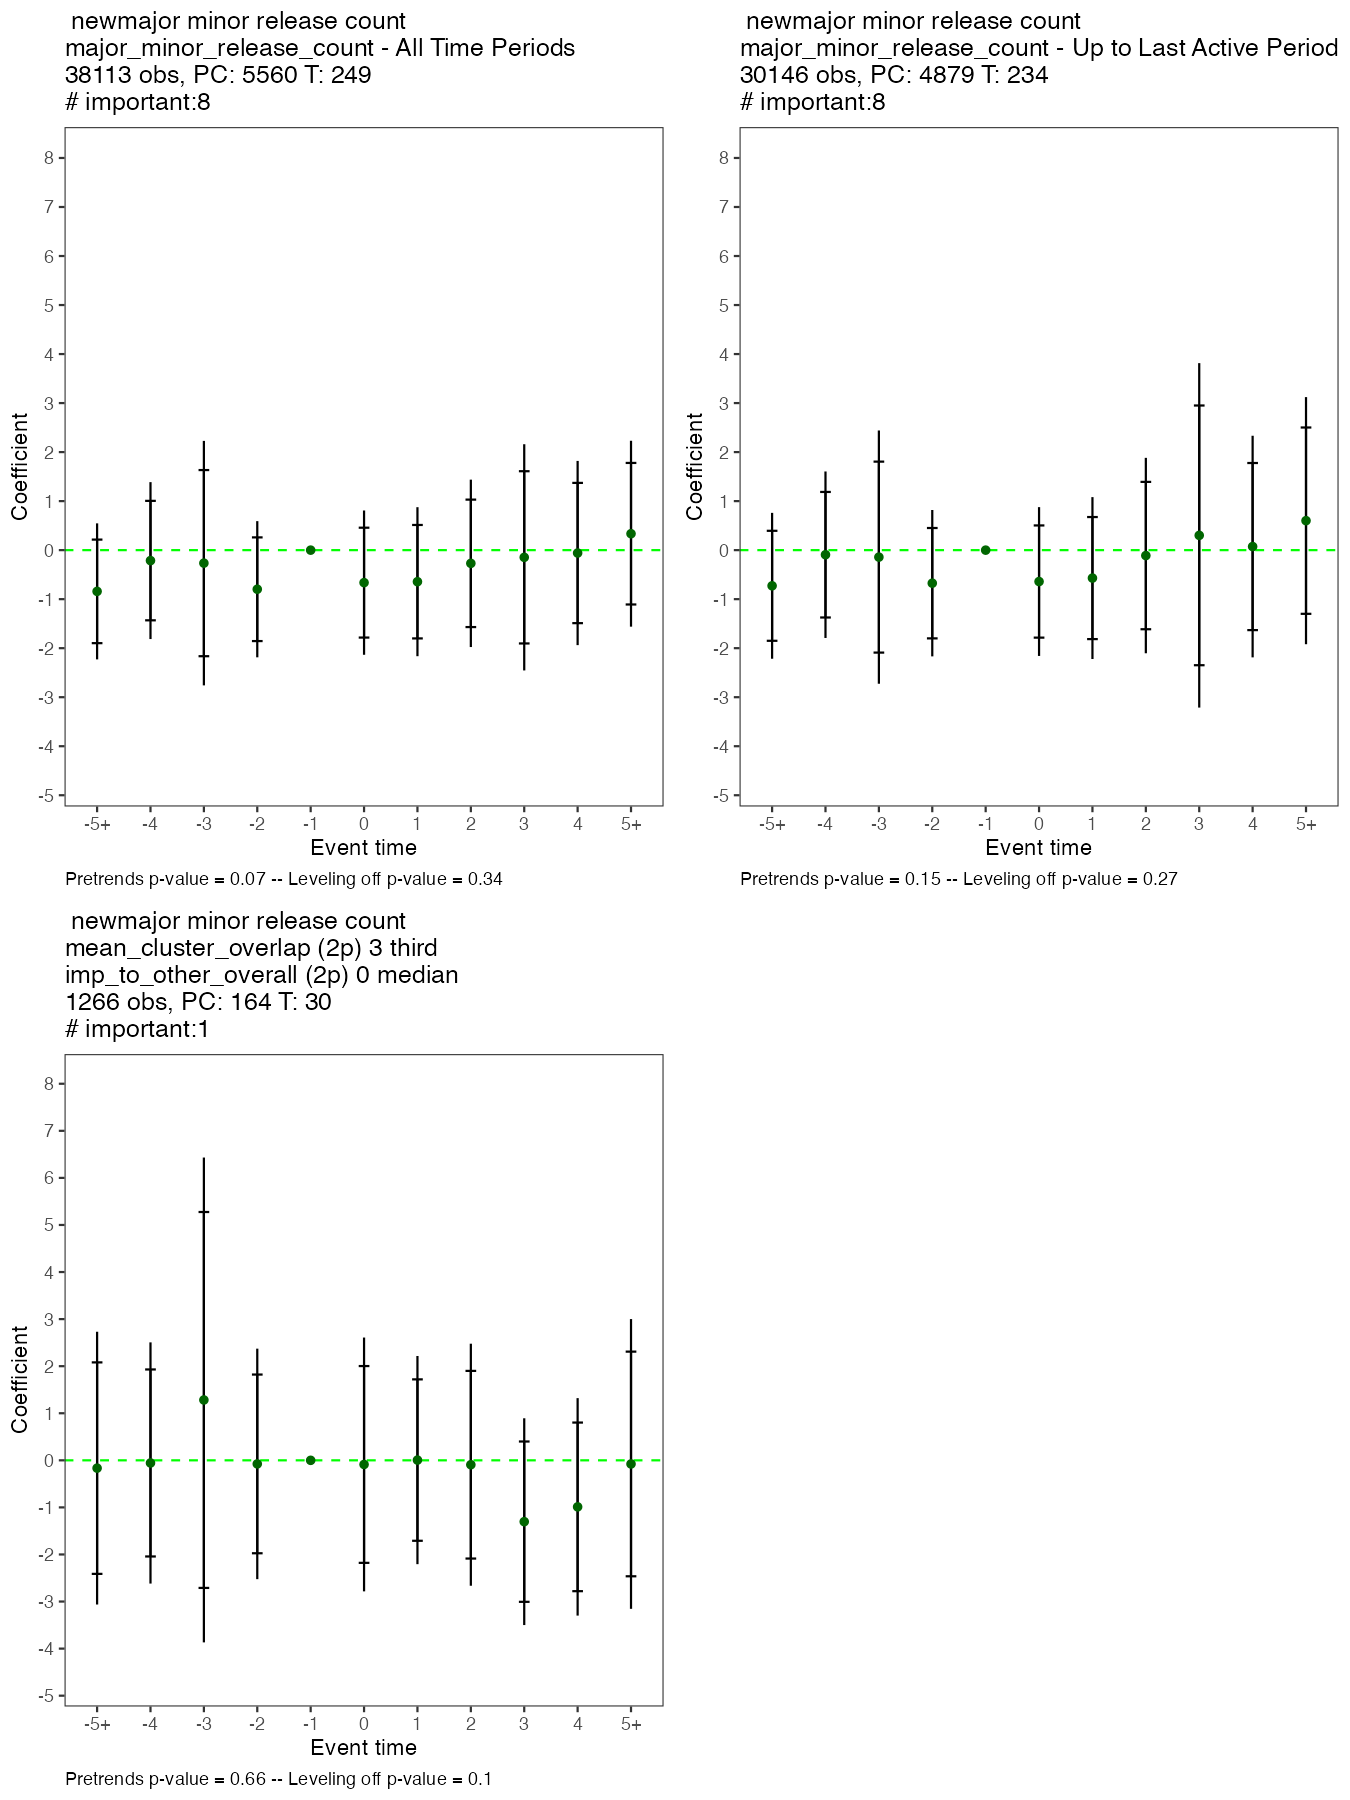 newmajor minor release count
major_minor_release_count - All Time Periods
38113 obs, PC: 5560 T: 249
# important:8
8
7
6
5
4
3
2
1
0
-1
-2
-3
-4
-5
Coefficient
-5+ -4 -3 -2 -1 0 1 2 3 4 5+
Event time
Pretrends p-value = 0.07 -- Leveling off p-value = 0.34
newmajor minor release count
major_minor_release_count - Up to Last Active Period
30146 obs, PC: 4879 T: 234
# important:8
8
7
6
5
4
3
2
1
0
-1
-2
-3
-4
-5
Coefficient
-5+ -4 -3 -2 -1 0 1 2 3 4 5+
Event time
Pretrends p-value = 0.15 -- Leveling off p-value = 0.27
newmajor minor release count
mean_cluster_overlap (2p) 3 third
imp_to_other_overall (2p) 0 median
1266 obs, PC: 164 T: 30
# important:1
8
7
6
5
4
3
2
1
0
-1
-2
-3
-4
-5
Coefficient
-5+ -4 -3 -2 -1 0 1 2 3 4 5+
Event time
Pretrends p-value = 0.66 -- Leveling off p-value = 0.1